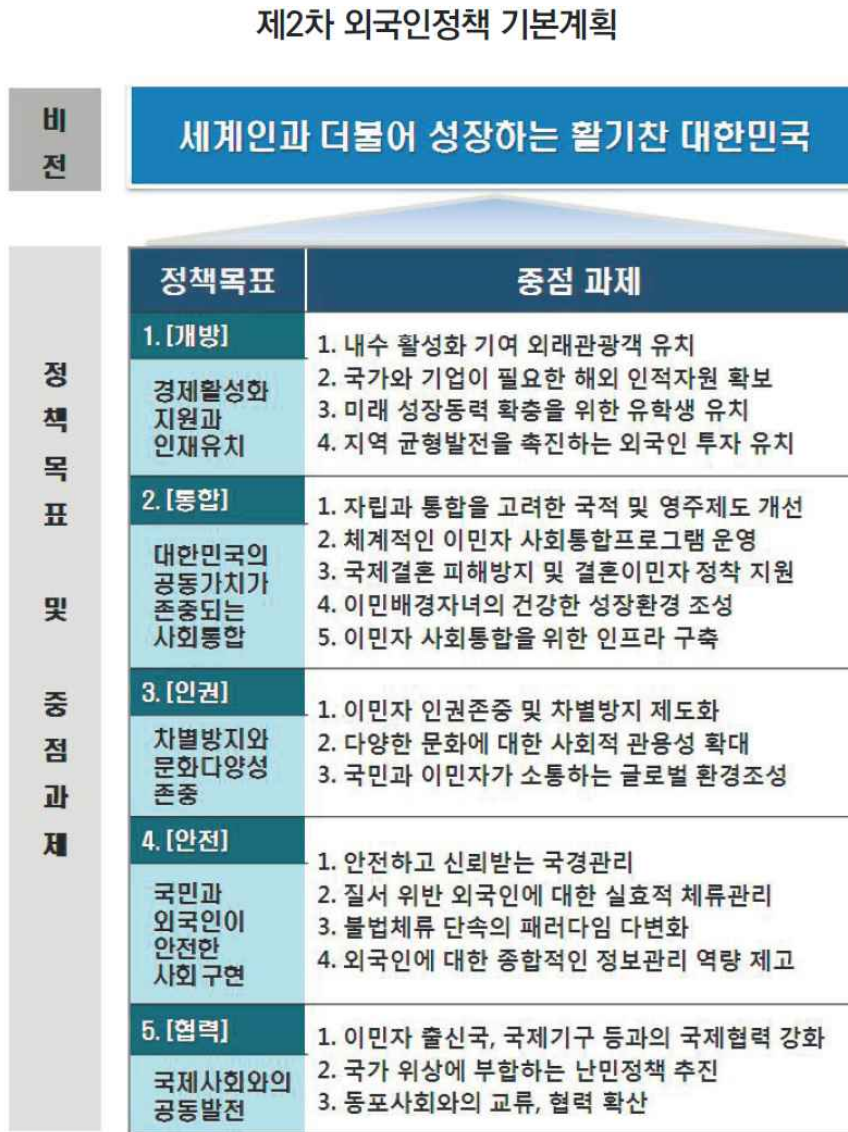 제2차 외국인정책 기본계획
비전
세계인과 더불어 성장하는 활기찬 대한민국
정책목표 및 중점과제
정책목표
중점 과제
1. [개방]
경제활성화
지원과
인재유치
1. 내수 활성화 기여 외래관광객 유치
2. 국가와 기업이 필요한 해외 인적자원 확보
3. 미래 성장동력 확충을 위한 유학생 유치
4. 지역 균형발전을 촉진하는 외국인 투자 유치
2. [통합]
대한민국의
공동가치가
존중되는
사회통합
1. 자립과 통합을 고려한 국적 및 영주제도 개선
2. 체계적인 이민자 사회통합프로그램 운영
3. 국제결혼 피해방지 및 결혼이민자 정착 지원
4. 이민배경자녀의 건강한 성장환경 조성
5. 이민자 사회통합을 위한 인프라 구축
3. [인권]
차별방지와
문화다양성
존중
1. 이민자 인권존중 및 차별방지 제도화
2. 다양한 문화에 대한 사회적 관용성 확대
3. 국민과 이민자가 소통하는 글로벌 환경조성
4. [안전]
국민과
외국인이
안전한
사회 구현
1. 안전하고 신뢰받는 국경관리
2. 질서 위반 외국인에 대한 실효적 체류관리
3. 불법체류 단속의 패러다임 다변화
4. 외국인에 대한 종합적인 정보관리 역량 제고
5. [협력]
국제사회와의
공동발전
1. 이민자 출신국, 국제기구 등과의 국제협력 강화
2. 국가 위상에 부합하는 난민정책 추진
3. 동포사회와의 교류, 협력 확산